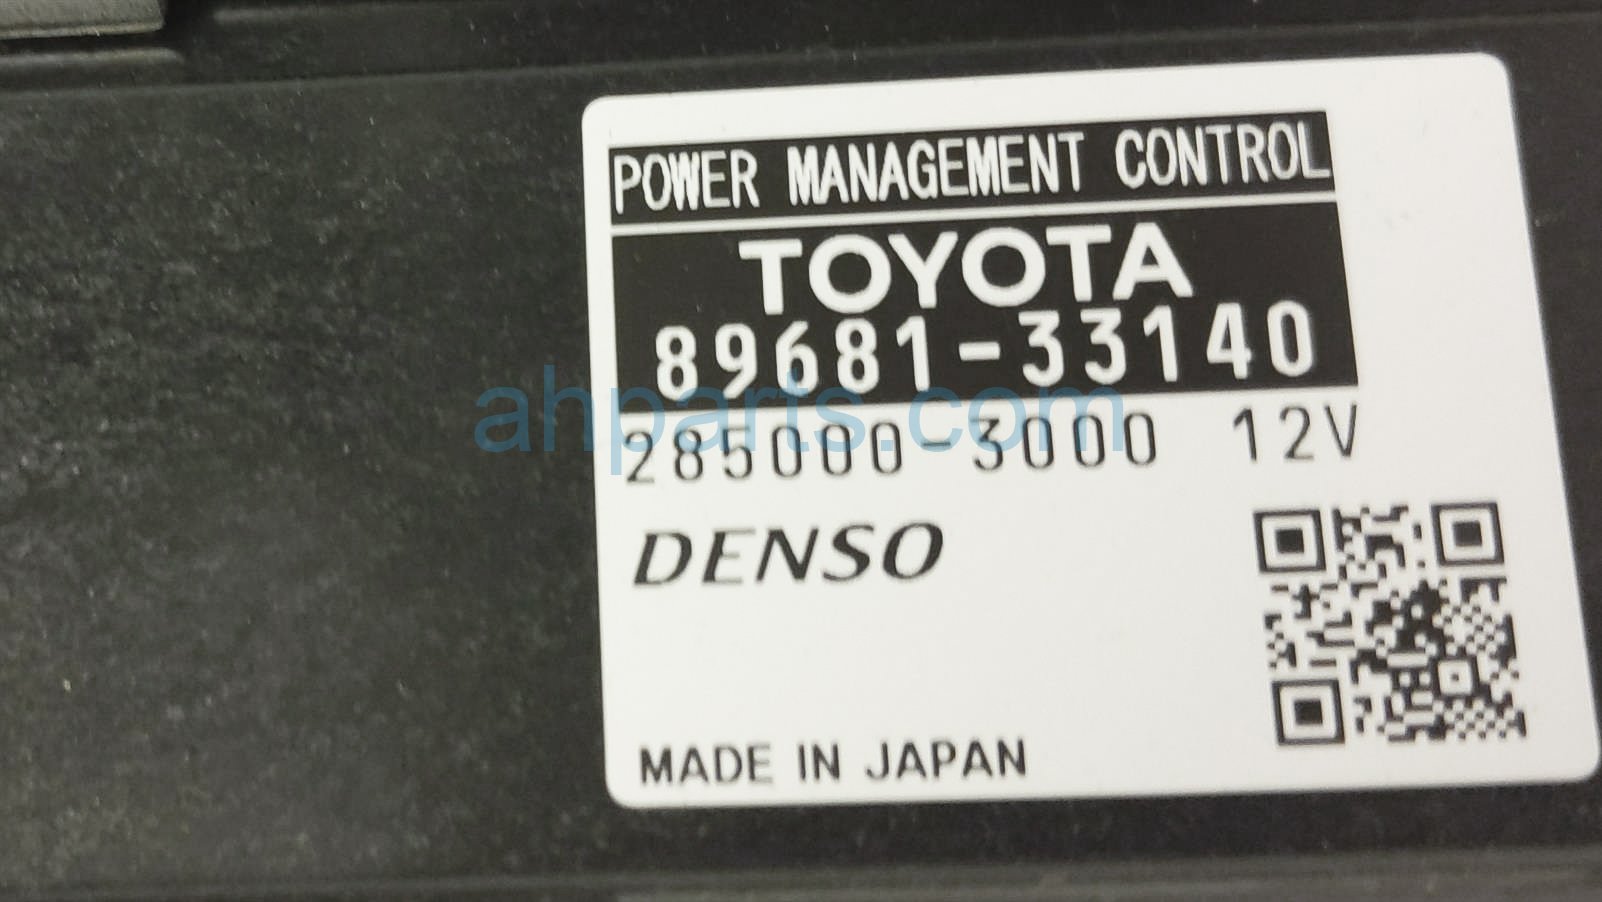 POWER MANAGEMENT CONTROL
TOYOTA
89681-33140
ahparts.com
285000-3000 12V
DENSO
MADE IN JAPAN